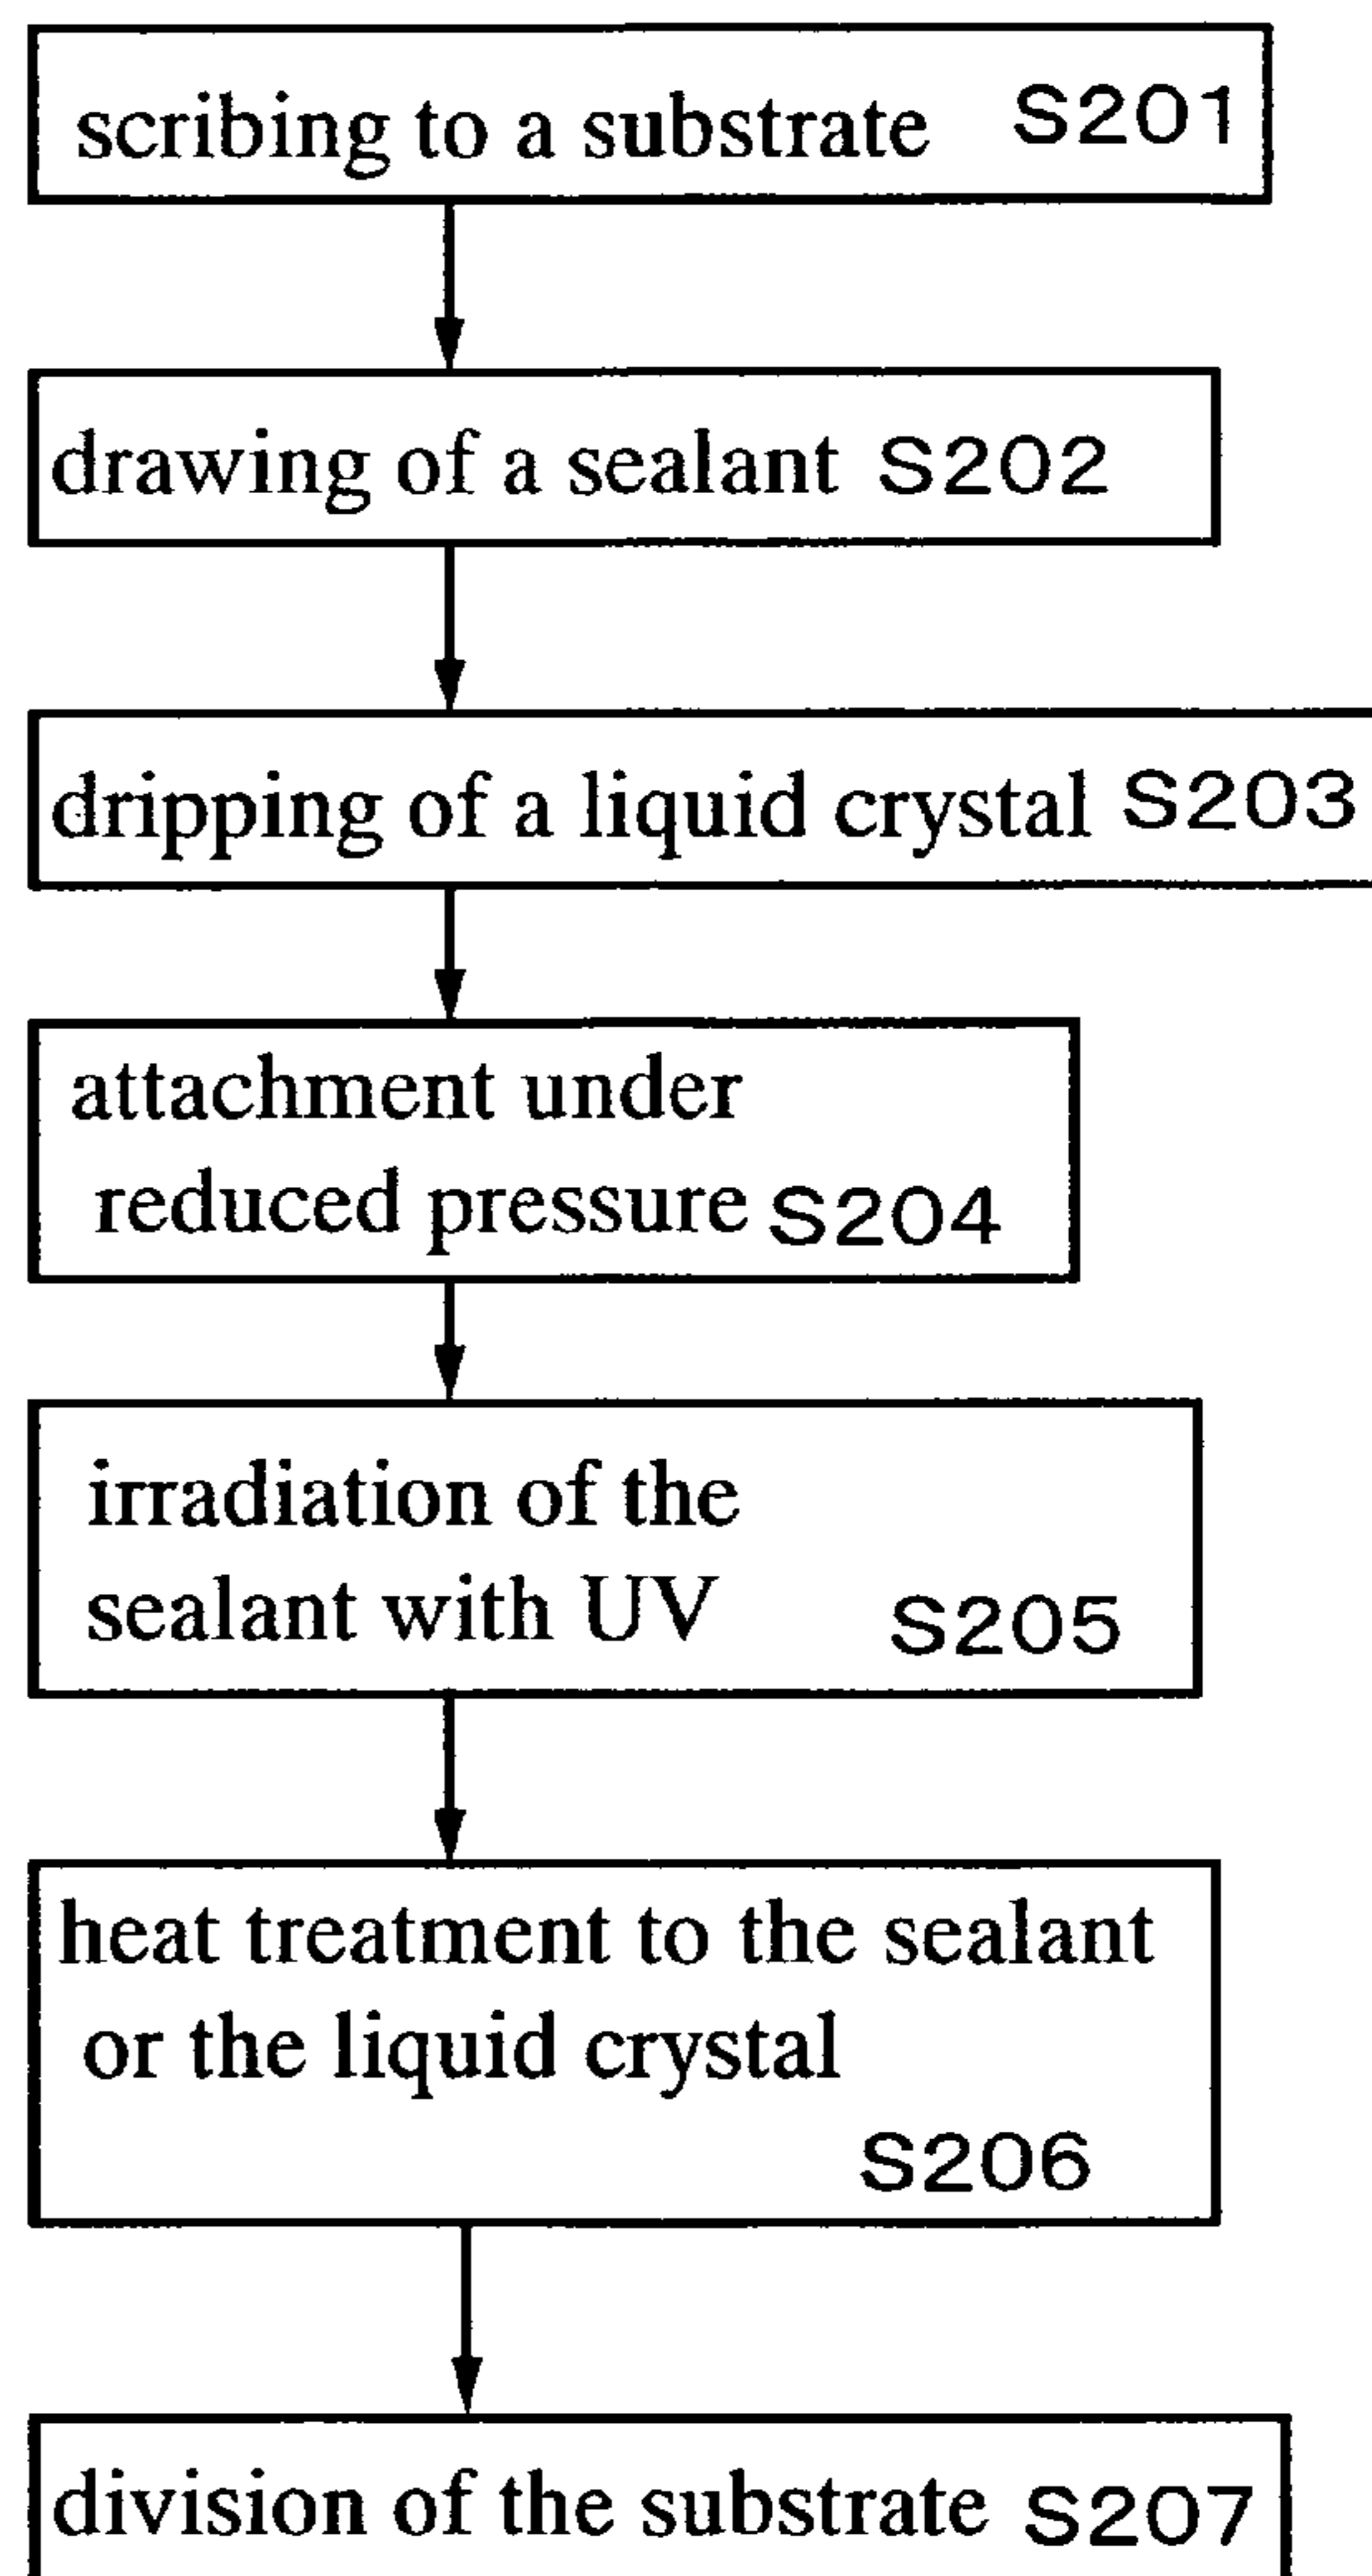 scribing to a substrate S201
drawing of a sealant S202
dripping of a liquid crystal S203
attachment under
reduced pressure S204
irradiation of the
sealant with UV S205
heat treatment to the sealant
or the liquid crystal
S206
division of the substrate S207